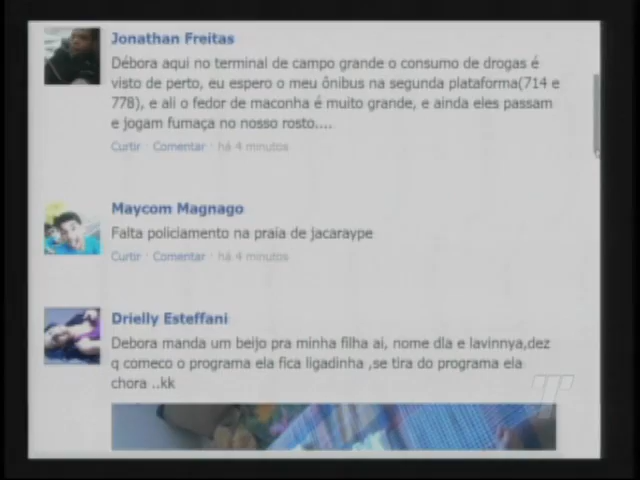 Jonathan Freitas
Débora aqui no terminal de campo grande o consumo de drogas é
visto de perto, eu espero o meu ônibus na segunda plataforma(714 e
778), e ali o fedor de maconha é muito grande, e ainda eles passam
e jogam fumaça no nosso rosto....
Curtir · Comentar · há 4 minutos
Maycom Magnago
Falta policiamento na praia de jacaraype
Curtir · Comentar · há 4 minutos
Drielly Esteffani
Debora manda um beijo pra minha filha ai, nome dla e lavinnya,dez
q comeco o programa ela fica ligadinha ,se tira do programa ela
chora ..kk